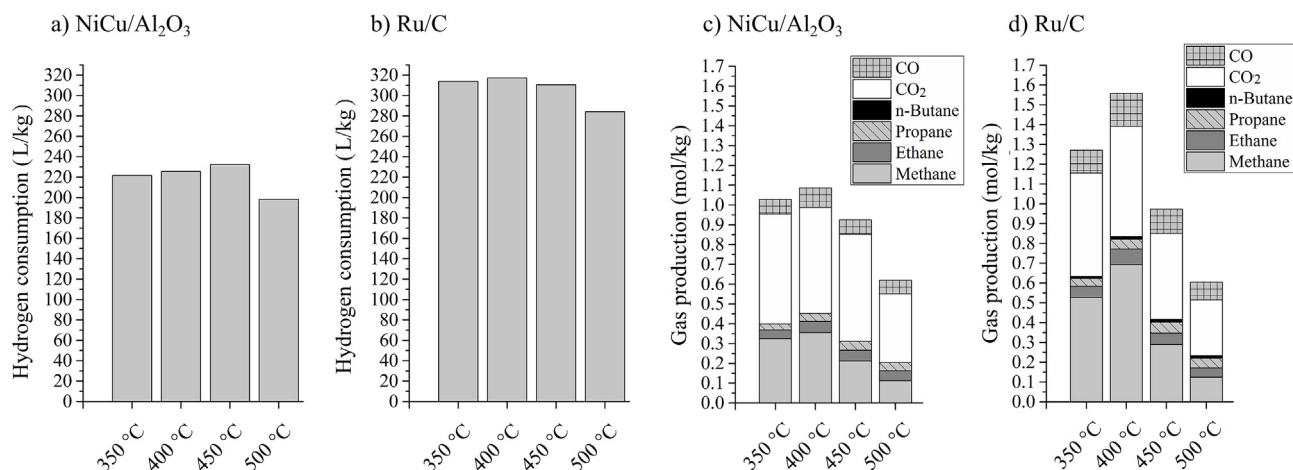 a) NiCu/Al₂O₃
Hydrogen consumption (L/kg)
320
300
280
260
240
220
200
180
160
140
120
100
80
60
40
20
0
350 °C
400 °C
450 °C
500 °C
b) Ru/C
Hydrogen consumption (L/kg)
320
300
280
260
240
220
200
180
160
140
120
100
80
60
40
20
0
350 °C
400 °C
450 °C
500 °C
c) NiCu/Al₂O₃
Gas production (mol/kg)
1.7
1.6
1.5
1.4
1.3
1.2
1.1
1.0
0.9
0.8
0.7
0.6
0.5
0.4
0.3
0.2
0.1
0.0
CO
CO₂
n-Butane
Propane
Ethane
Methane
350 °C
400 °C
450 °C
500 °C
d) Ru/C
Gas production (mol/kg)
1.7
1.6
1.5
1.4
1.3
1.2
1.1
1.0
0.9
0.8
0.7
0.6
0.5
0.4
0.3
0.2
0.1
0.0
CO
CO₂
n-Butane
Propane
Ethane
Methane
350 °C
400 °C
450 °C
500 °C